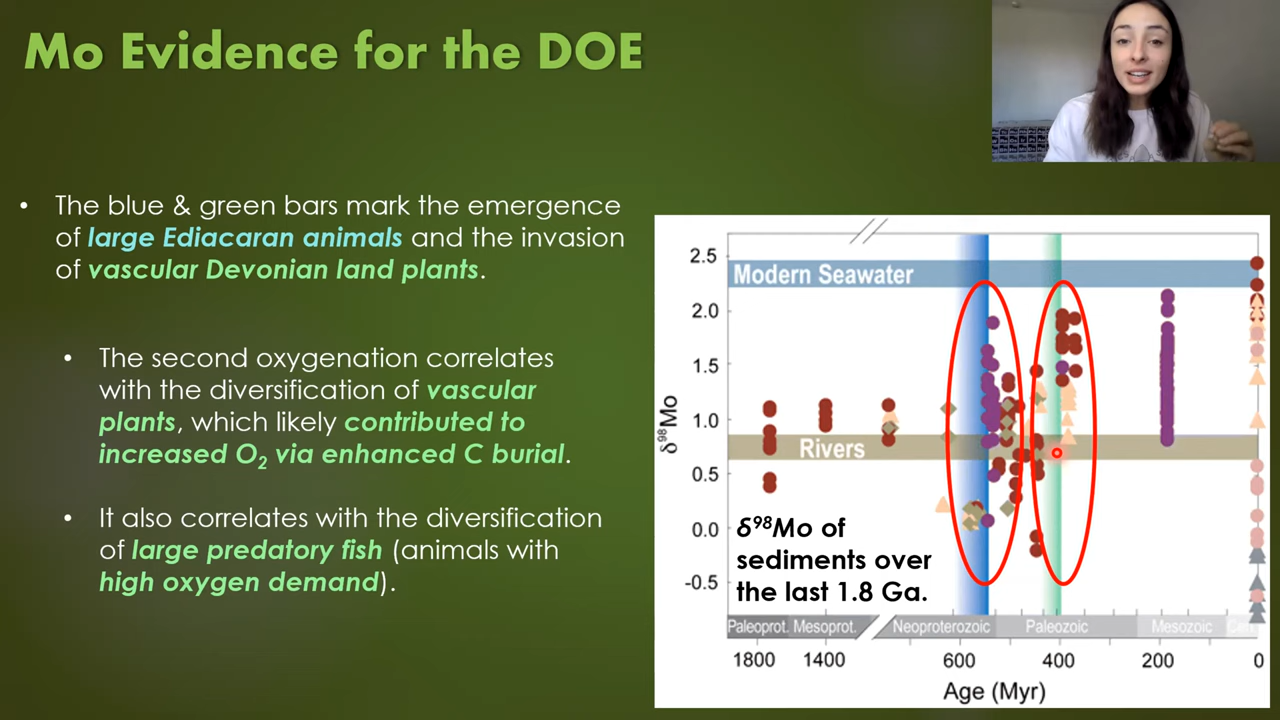 Mo Evidence for the DOE
• The blue & green bars mark the emergence
of large Ediacaran animals and the invasion
of vascular Devonian land plants.
• The second oxygenation correlates
with the diversification of vascular
plants, which likely contributed to
increased O₂ via enhanced C burial.
• It also correlates with the diversification
of large predatory fish (animals with
high oxygen demand).
2.5
Modern Seawater
2.0
1.5
1.0
Rivers
0.5
0.0
-0.5
δ⁹⁸Mo
δ⁹⁸Mo of
sediments over
the last 1.8 Ga.
Paleoprot. Mesoprot. Neoproterozoic Paleozoic Mesozoic
1800 1400 600 400 200 0
Age (Myr)